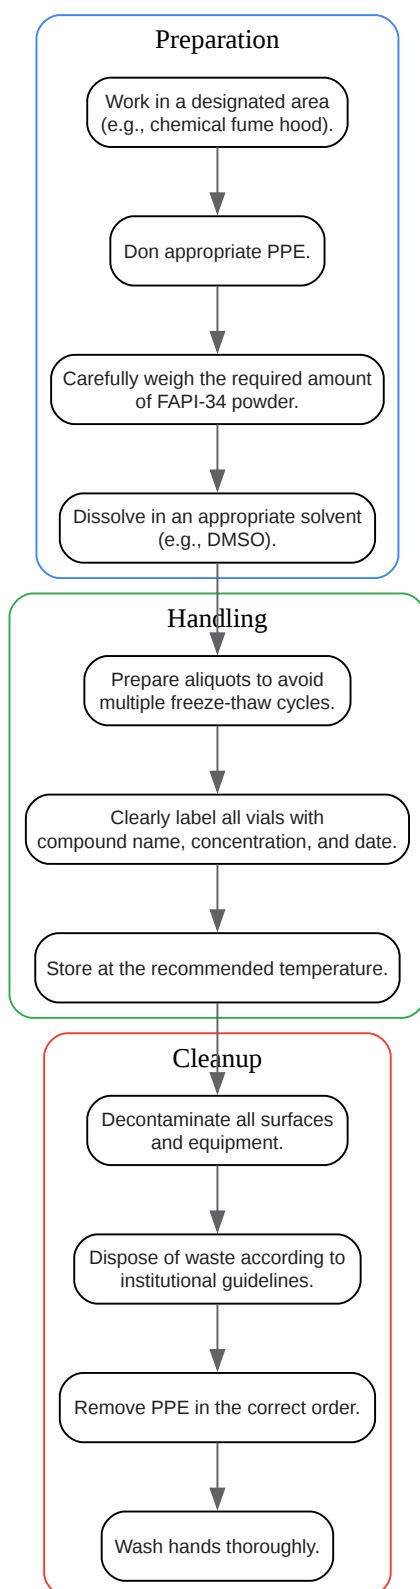 Preparation
Work in a designated area
(e.g., chemical fume hood).
Don appropriate PPE.
Carefully weigh the required amount
of FAPI-34 powder.
Dissolve in an appropriate solvent
(e.g., DMSO).
Handling
Prepare aliquots to avoid
multiple freeze-thaw cycles.
Clearly label all vials with
compound name, concentration, and date.
Store at the recommended temperature.
Cleanup
Decontaminate all surfaces
and equipment.
Dispose of waste according to
institutional guidelines.
Remove PPE in the correct order.
Wash hands thoroughly.